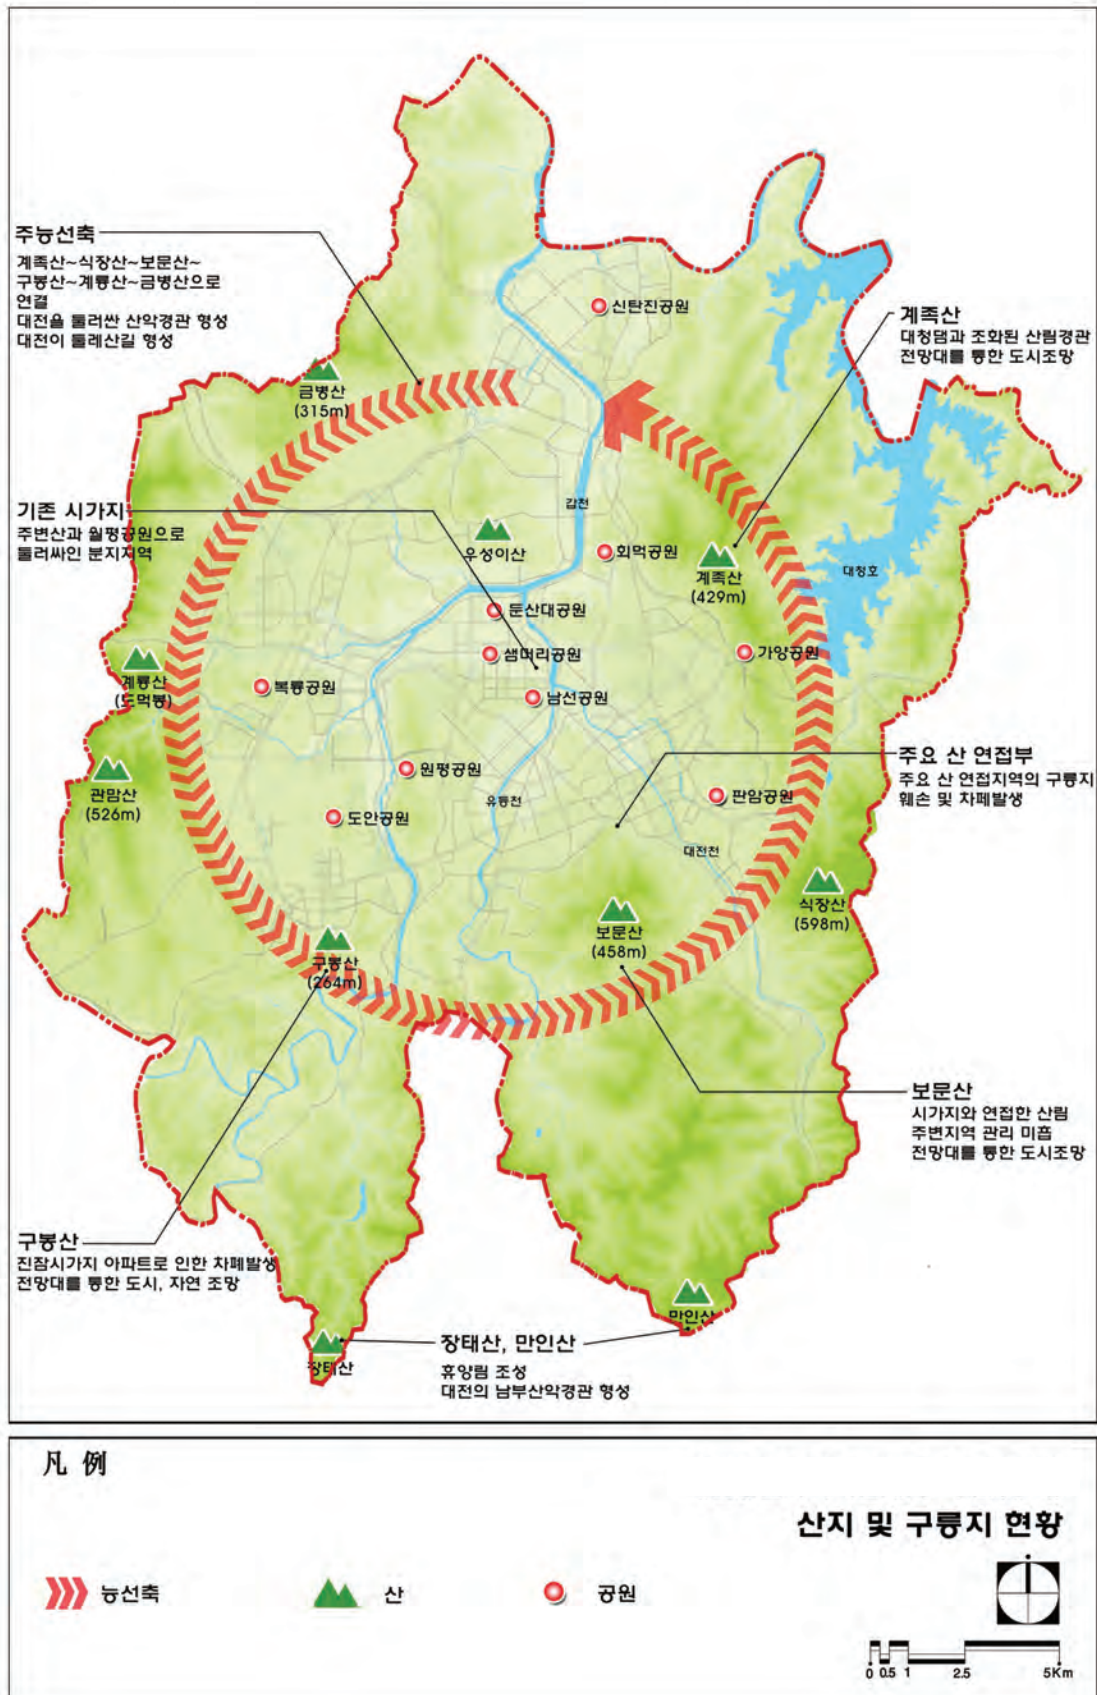 주능선축
계족산~식장산~보문산~
구봉산~계룡산~금병산으로
연결
대전을 둘러싼 산악경관 형성
대전이 둘레산길 형성
신탄진공원
계족산
대청댐과 조화된 산림경관
전망대를 통한 도시조망
금병산
(315m)
기존 시가지
주변산과 월평공원으로
둘러싸인 분지지역
갑천
우성이산
회먹공원
계족산
(429m)
대청호
둔산대공원
샘머리공원
가양공원
계룡산
(도먹봉)
복룡공원
남선공원
주요 산 연접부
주요 산 연접지역의 구릉지
훼손 및 차폐발생
관맘산
(526m)
원평공원
유등천
판암공원
도안공원
대전천
식장산
(598m)
보문산
(458m)
구봉산
(264m)
보문산
시가지와 연접한 산림
주변지역 관리 미흡
전망대를 통한 도시조망
구봉산
진잠시가지 아파트로 인한 차폐발생
전망대를 통한 도시, 자연 조망
만인산
장태산
장태산, 만인산
휴양림 조성
대전의 남부산악경관 형성
凡 例
산지 및 구릉지 현황
능선축
산
공원
0 0.5 1 2.5 5Km